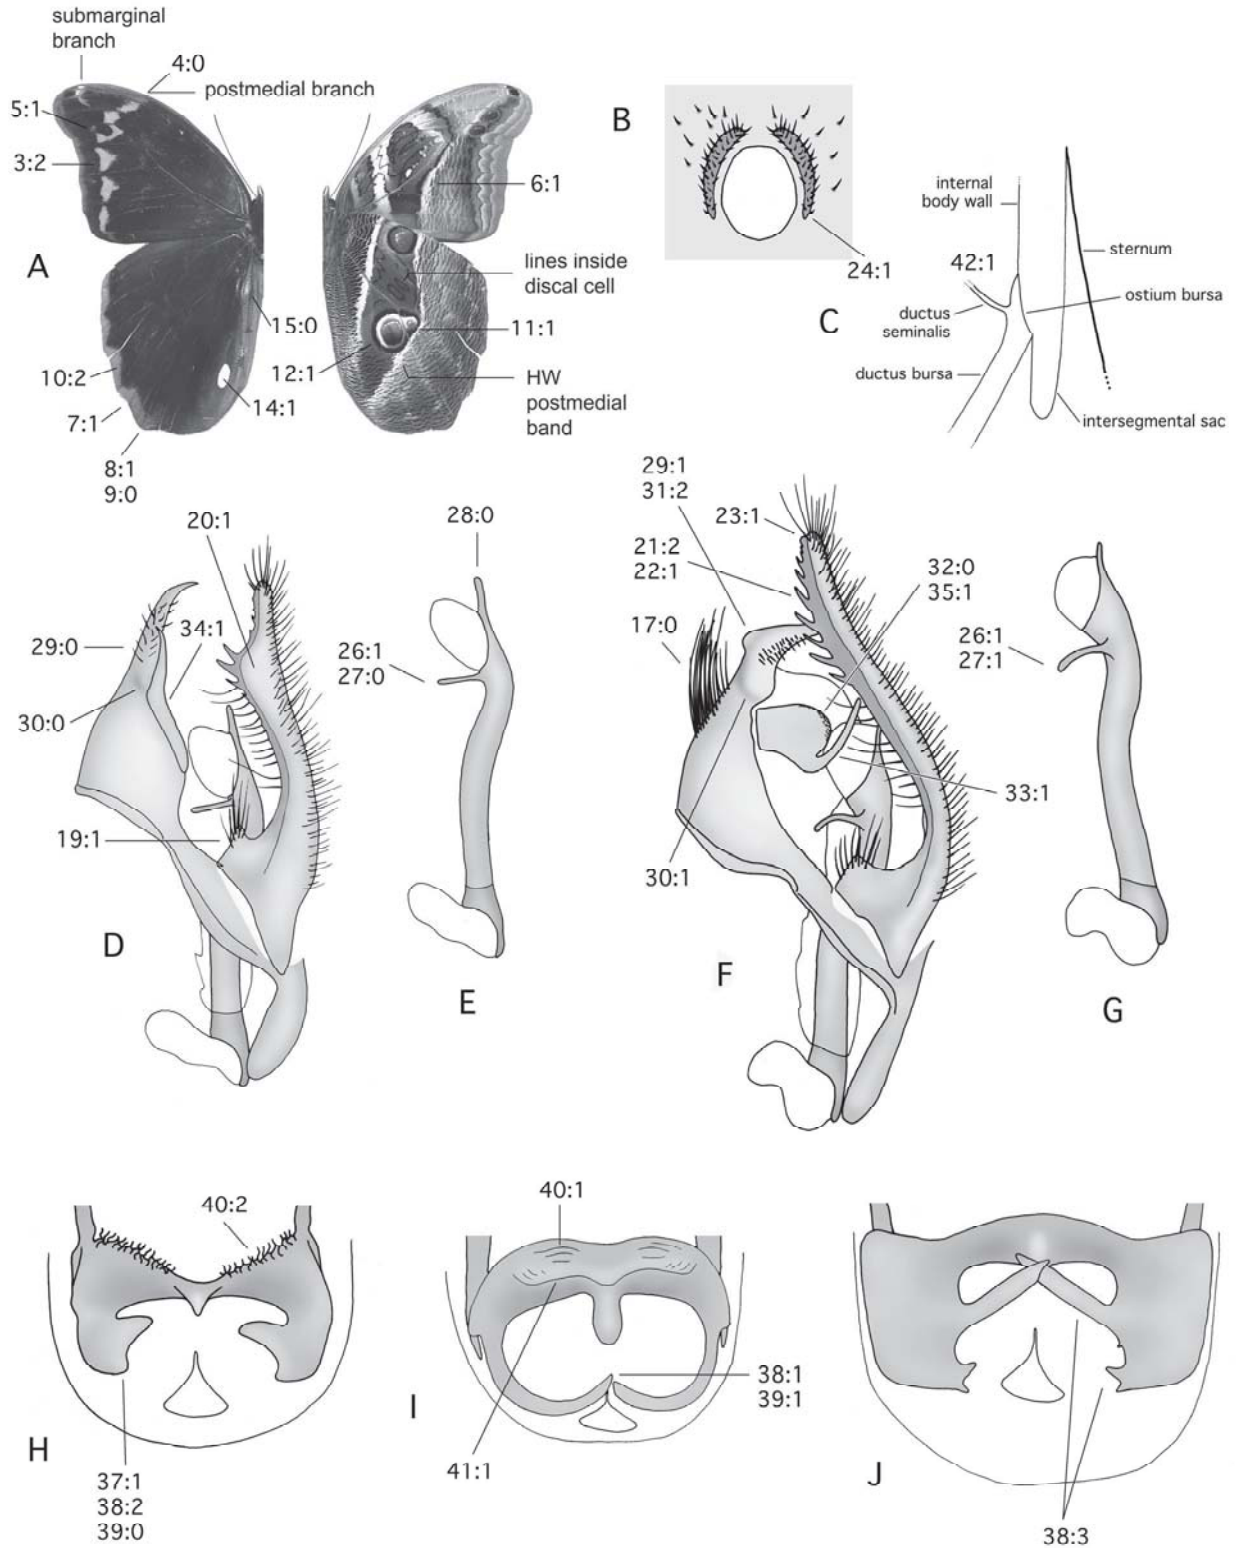 submarginal
branch
4:0
postmedial branch
5:1
3:2
6:1
A
lines inside
discal cell
15:0
11:1
12:1
10:2
HW
postmedial
band
14:1
7:1
8:1
9:0
B
24:1
internal
body wall
sternum
42:1
ostium bursa
C
ductus
seminalis
ductus bursa
intersegmental sac
20:1
28:0
29:0
34:1
26:1
27:0
30:0
19:1
D
E
29:1
31:2
23:1
21:2
22:1
32:0
35:1
17:0
26:1
27:1
33:1
30:1
F
G
40:2
H
37:1
38:2
39:0
40:1
38:1
39:1
I
41:1
J
38:3